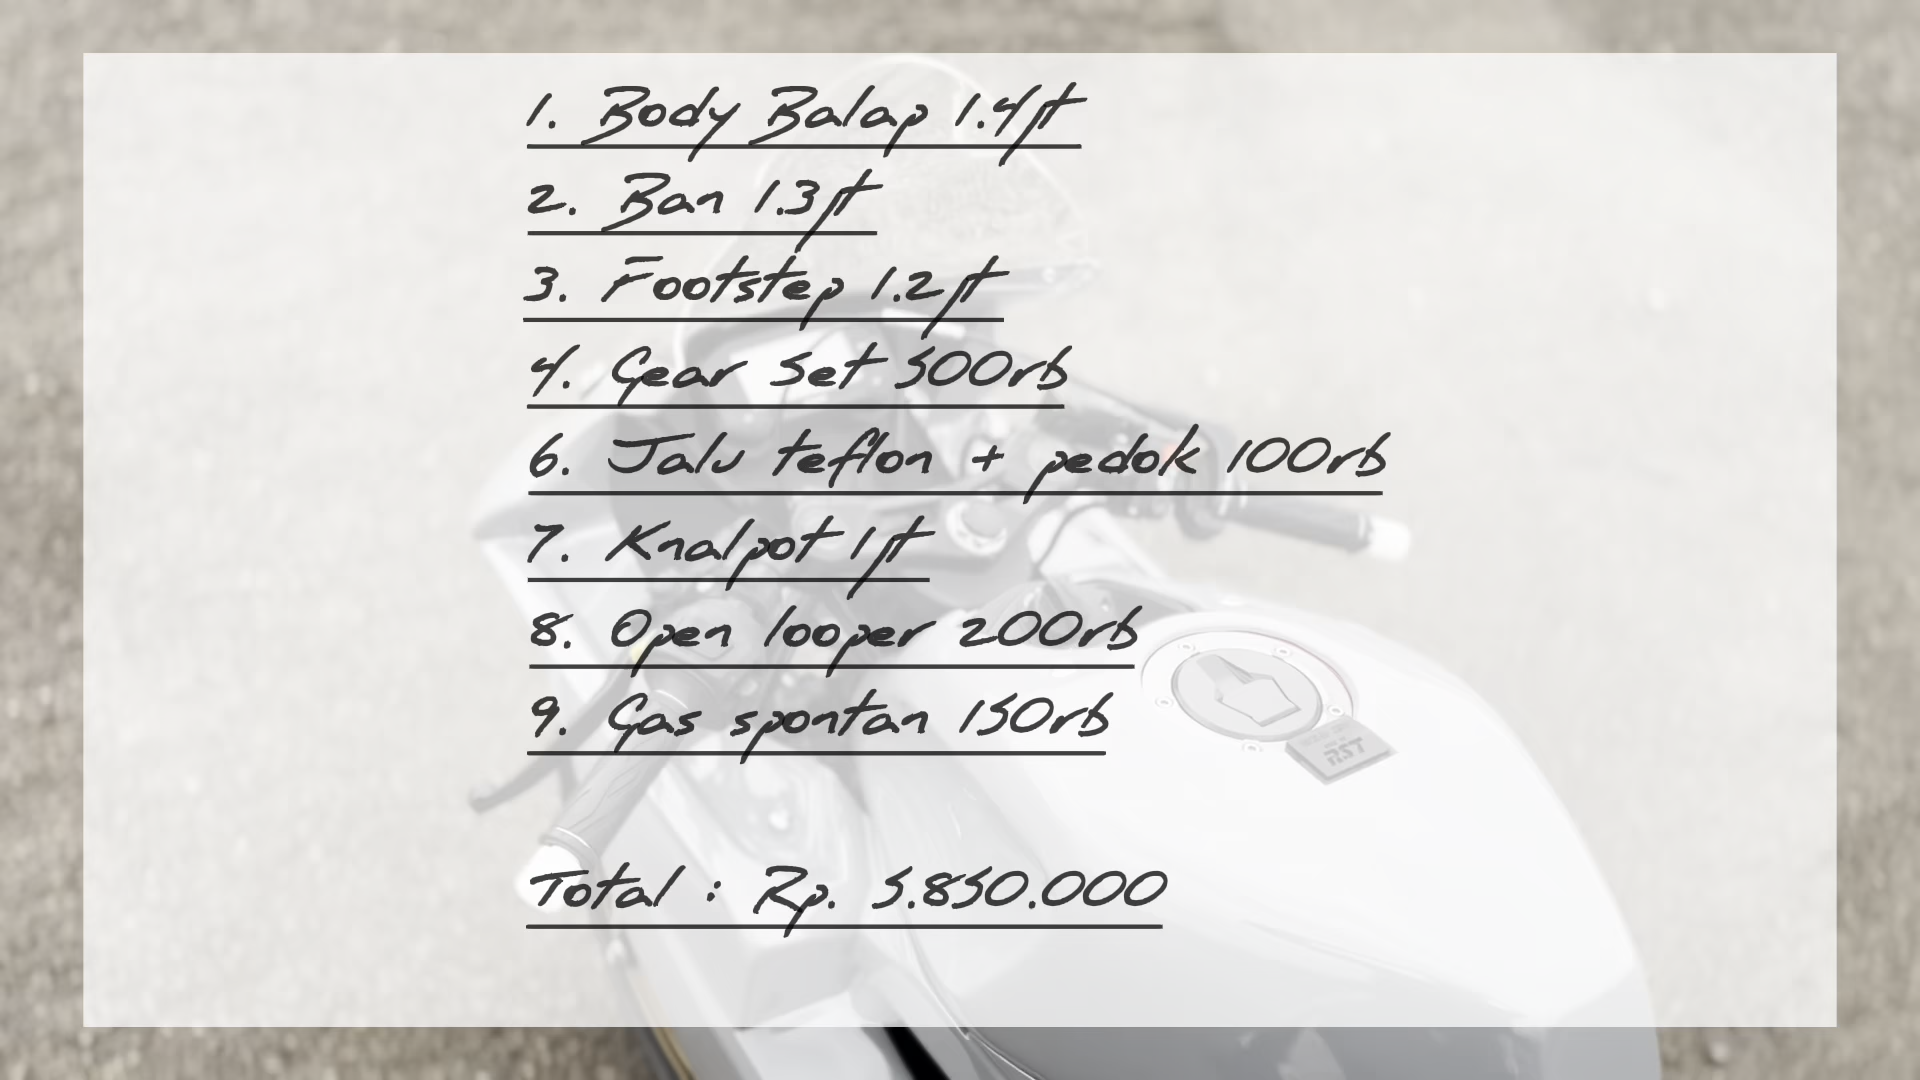 1. Body Balap 1.4jt
2. Ban 1.3jt
3. Footstep 1.2jt
4. Gear Set 500rb
6. Jalu teflon + pedok 100rb
7. Knalpot 1jt
8. Open looper 200rb
9. Gas spontan 150rb
Total : Rp. 5.850.000
RST